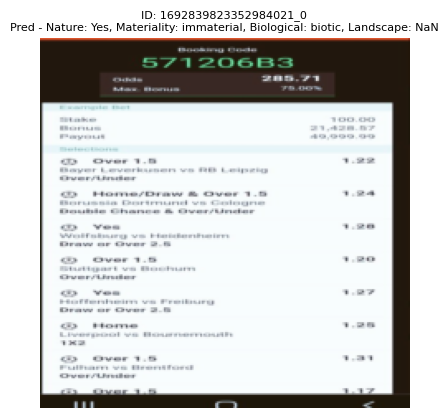 ID: 1692839823352984021_0
Pred - Nature: Yes, Materiality: immaterial, Biological: biotic, Landscape: NaN
Booking Code
571206B3
Odds 285.71
Max. Bonus 75.00%
Example Bet
Stake 100.00
Bonus 21,428.57
Payout 49,999.99
Selections
Over 1.5 1.22
Bayer Leverkusen vs RB Leipzig
Over/Under
Home/Draw & Over 1.5 1.24
Borussia Dortmund vs Cologne
Double Chance & Over/Under
Yes 1.28
Wolfsburg vs Heidenheim
Draw or Over 2.5
Over 1.5 1.20
Stuttgart vs Bochum
Over/Under
Yes 1.27
Hoffenheim vs Freiburg
Draw or Over 2.5
Home 1.25
Liverpool vs Bournemouth
1X2
Over 1.5 1.31
Fulham vs Brentford
Over/Under
Over 1.5 1.17